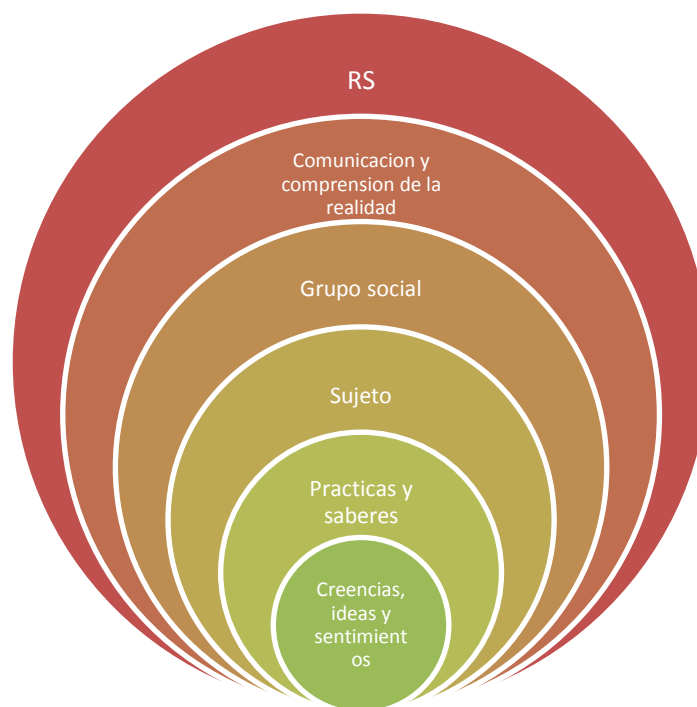 RS
Comunicacion y
comprension de la
realidad
Grupo social
Sujeto
Practicas y
saberes
Creencias,
ideas y
sentimient
os